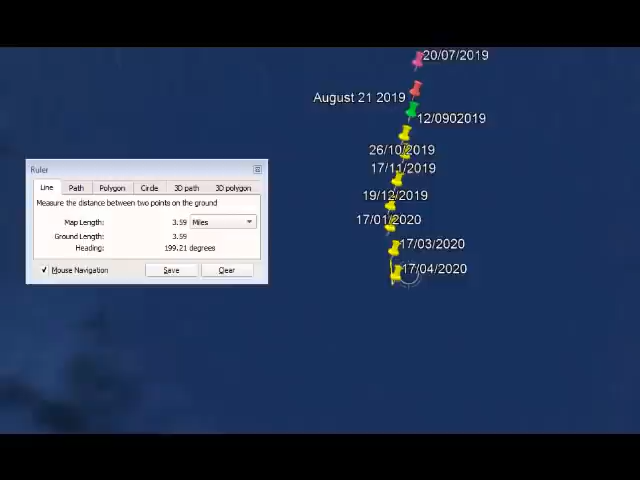 20/07/2019
August 21 2019
12/0902019
26/10/2019
17/11/2019
19/12/2019
17/01/2020
17/03/2020
17/04/2020
Ruler
Line Path Polygon Circle 3D path 3D polygon
Measure the distance between two points on the ground
Map Length: 3.59 Miles
Ground Length: 3.59
Heading: 199.21 degrees
Mouse Navigation Save Clear